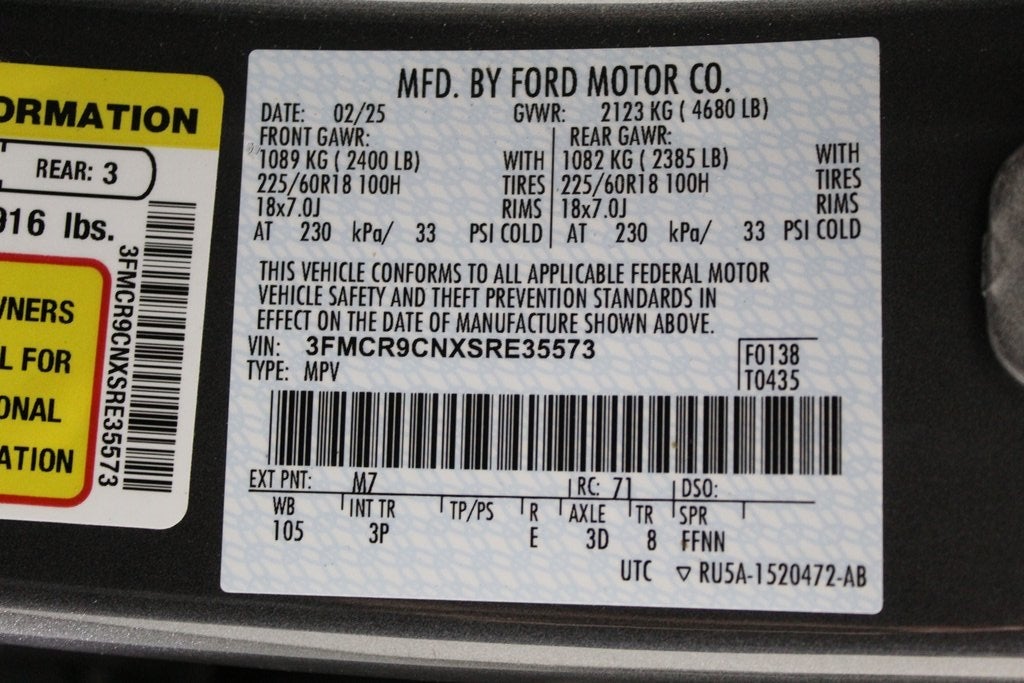 ORMATION
REAR: 3
916 lbs.
3FMCR9CNXSRE35573
WNERS
L FOR
ONAL
ATION
MFD. BY FORD MOTOR CO.
DATE: 02/25 GVWR: 2123 KG ( 4680 LB)
FRONT GAWR: REAR GAWR:
1089 KG ( 2400 LB) WITH 1082 KG ( 2385 LB) WITH
225/60R18 100H TIRES 225/60R18 100H TIRES
18x7.0J RIMS 18x7.0J RIMS
AT 230 kPa/ 33 PSI COLD AT 230 kPa/ 33 PSI COLD
THIS VEHICLE CONFORMS TO ALL APPLICABLE FEDERAL MOTOR
VEHICLE SAFETY AND THEFT PREVENTION STANDARDS IN
EFFECT ON THE DATE OF MANUFACTURE SHOWN ABOVE.
VIN: 3FMCR9CNXSRE35573 F0138
TYPE: MPV T0435
EXT PNT: M7 RC: 71 DSO:
WB INT TR TP/PS R AXLE TR SPR
105 3P E 3D 8 FFNN
UTC ▽ RU5A-1520472-AB